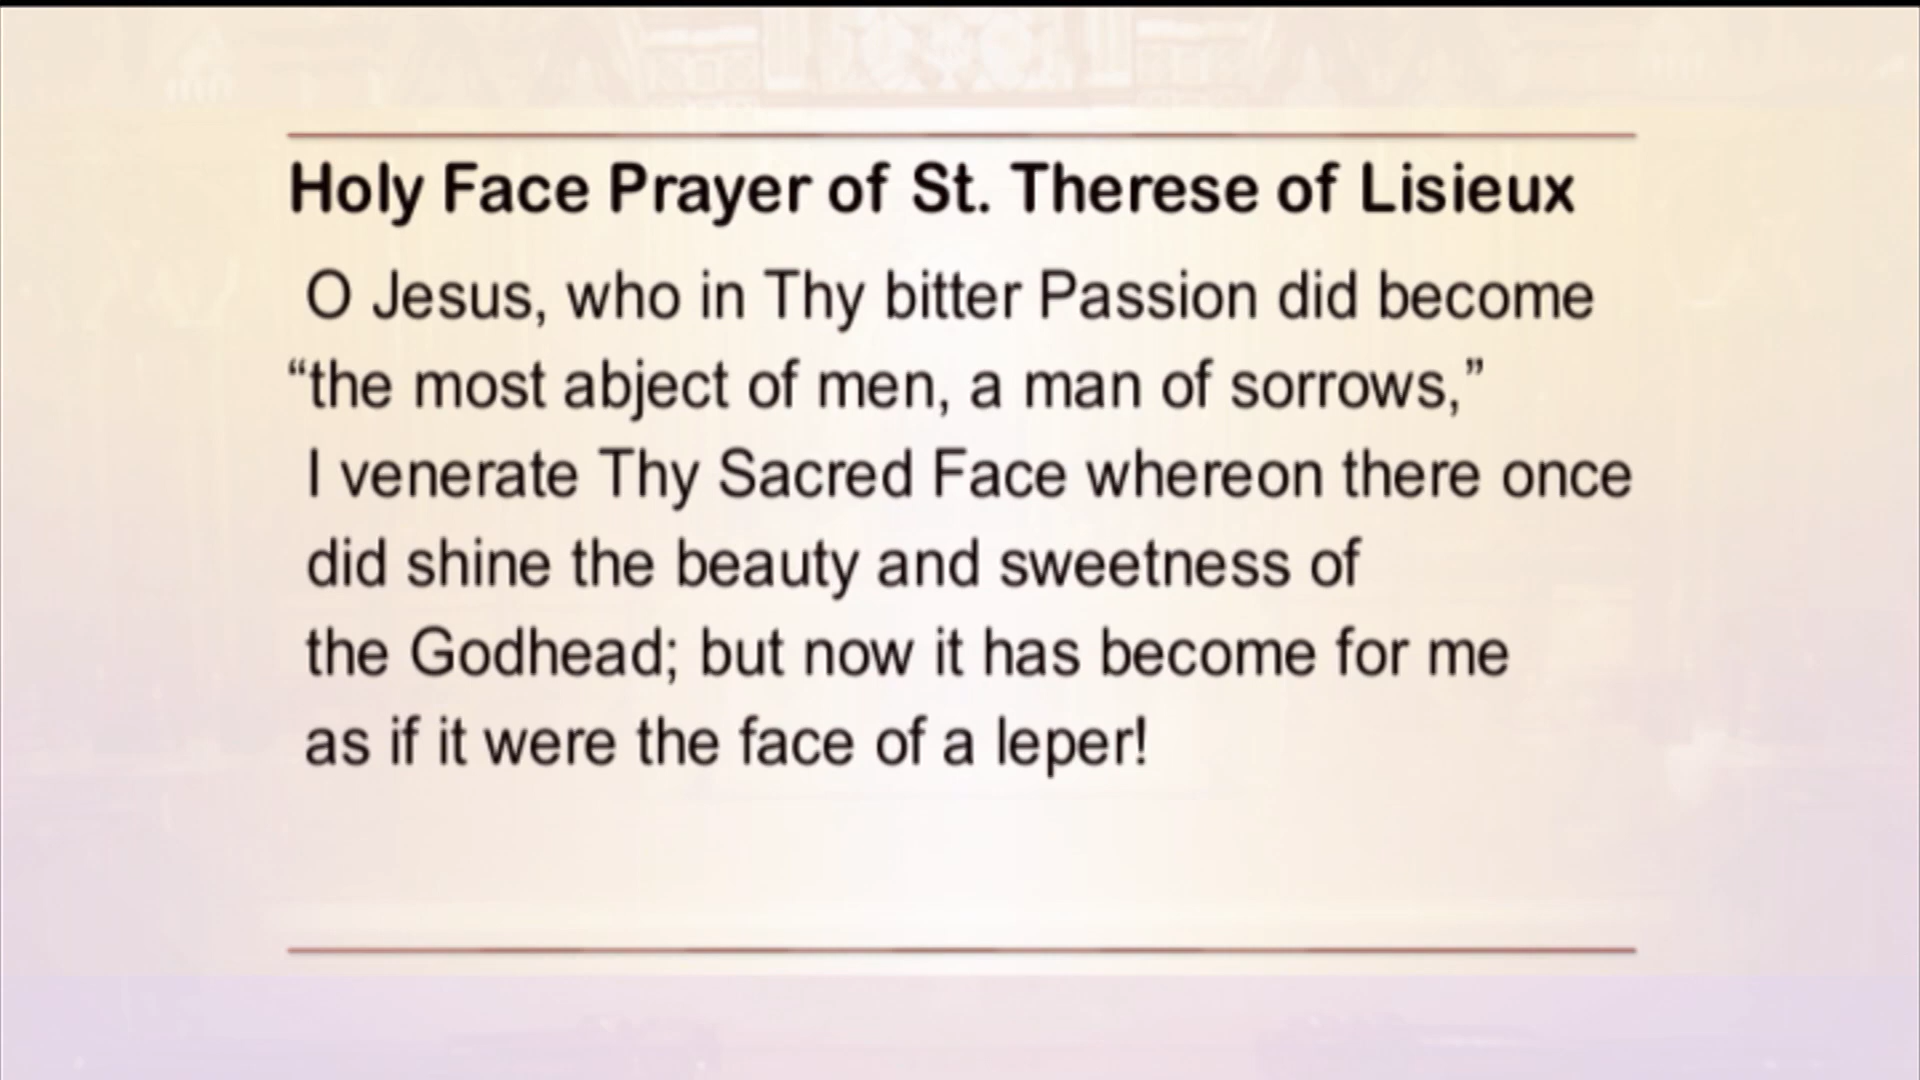 Holy Face Prayer of St. Therese of Lisieux
O Jesus, who in Thy bitter Passion did become
“the most abject of men, a man of sorrows,”
I venerate Thy Sacred Face whereon there once
did shine the beauty and sweetness of
the Godhead; but now it has become for me
as if it were the face of a leper!